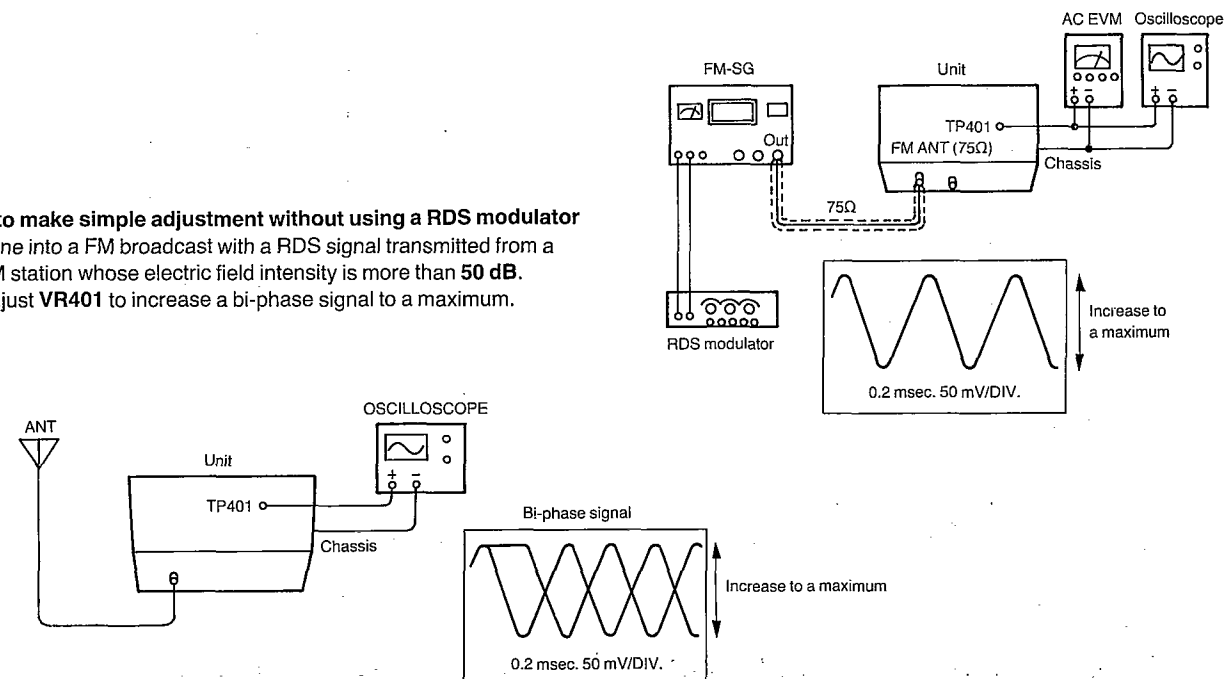 AC EVM Oscilloscope
FM-SG
Unit
+ −
+ −
TP401
Out
FM ANT (75Ω)
Chassis
75Ω
to make simple adjustment without using a RDS modulator
ne into a FM broadcast with a RDS signal transmitted from a
M station whose electric field intensity is more than 50 dB.
just VR401 to increase a bi-phase signal to a maximum.
RDS modulator
Increase to
a maximum
0.2 msec. 50 mV/DIV.
ANT
OSCILLOSCOPE
Unit
+ −
TP401
Chassis
Bi-phase signal
Increase to a maximum
0.2 msec. 50 mV/DIV.